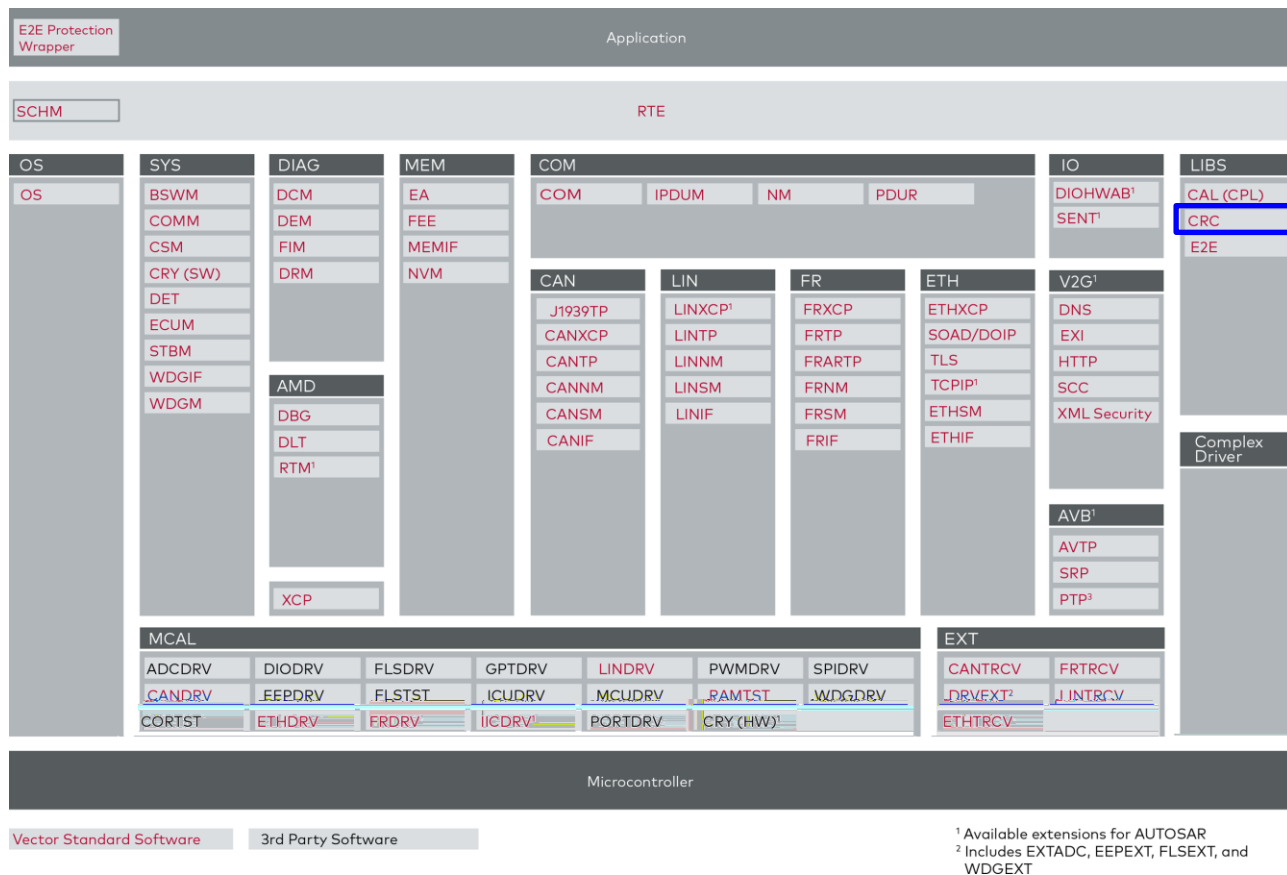 E2E Protection
Wrapper
Application
SCHM
RTE
OS
OS
SYS
BSWM
COMM
CSM
CRY (SW)
DET
ECUM
STBM
WDGIF
WDGM
DIAG
DCM
DEM
FIM
DRM
AMD
DBG
DLT
RTM¹
XCP
MEM
EA
FEE
MEMIF
NVM
COM
COM IPDUM NM PDUR
CAN
J1939TP
CANXCP
CANTP
CANNM
CANSM
CANIF
LIN
LINXCP¹
LINTP
LINNM
LINSM
LINIF
FR
FRXCP
FRTP
FRARTP
FRNM
FRSM
FRIF
ETH
ETHXCP
SOAD/DOIP
TLS
TCPIP¹
ETHSM
ETHIF
IO
DIOHWAB¹
SENT¹
V2G¹
DNS
EXI
HTTP
SCC
XML Security
AVB¹
AVTP
SRP
PTP³
LIBS
CAL (CPL)
CRC
E2E
Complex
Driver
MCAL
ADCDRV DIODRV FLSDRV GPTDRV LINDRV PWMDRV SPIDRV
CANDRV EEPDRV FLSTST ICUDRV MCUDRV RAMTST WDGDRV
CORTST ETHDRV FRDRV IICDRV¹ PORTDRV CRY (HW)¹
EXT
CANTRCV FRTRCV
DRVEXT² LINTRCV
ETHTRCV
Microcontroller
Vector Standard Software 3rd Party Software
¹ Available extensions for AUTOSAR
² Includes EXTADC, EEPEXT, FLSEXT, and
WDGEXT